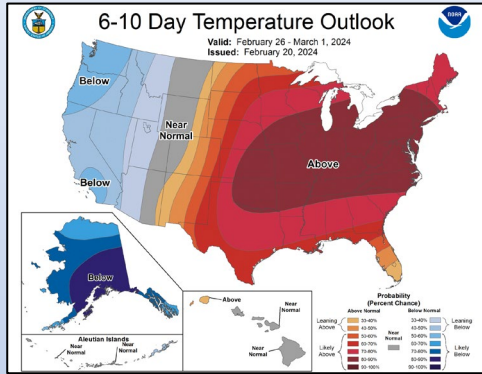 6-10 Day Temperature Outlook
Valid: February 26 - March 1, 2024
Issued: February 20, 2024
NOAA
Below
Near
Normal
Below
Above
Below
Aleutian Islands
Near
Normal
Near
Normal
Above
Near
Normal
Near
Normal
Probability
(Percent Chance)
Above Normal
Below Normal
Leaning
Above
Likely
Above
33-40%
40-50%
50-60%
60-70%
70-80%
80-90%
90-100%
Near
Normal
33-40%
40-50%
50-60%
60-70%
70-80%
80-90%
90-100%
Leaning
Below
Likely
Below